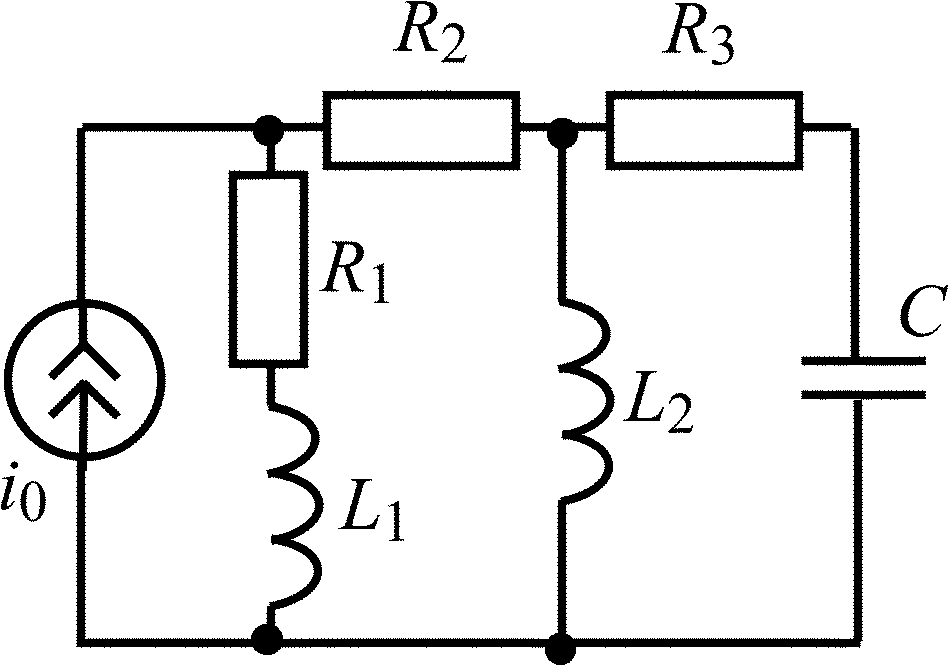 R₂
R₃
R₁
C
L₂
i₀
L₁